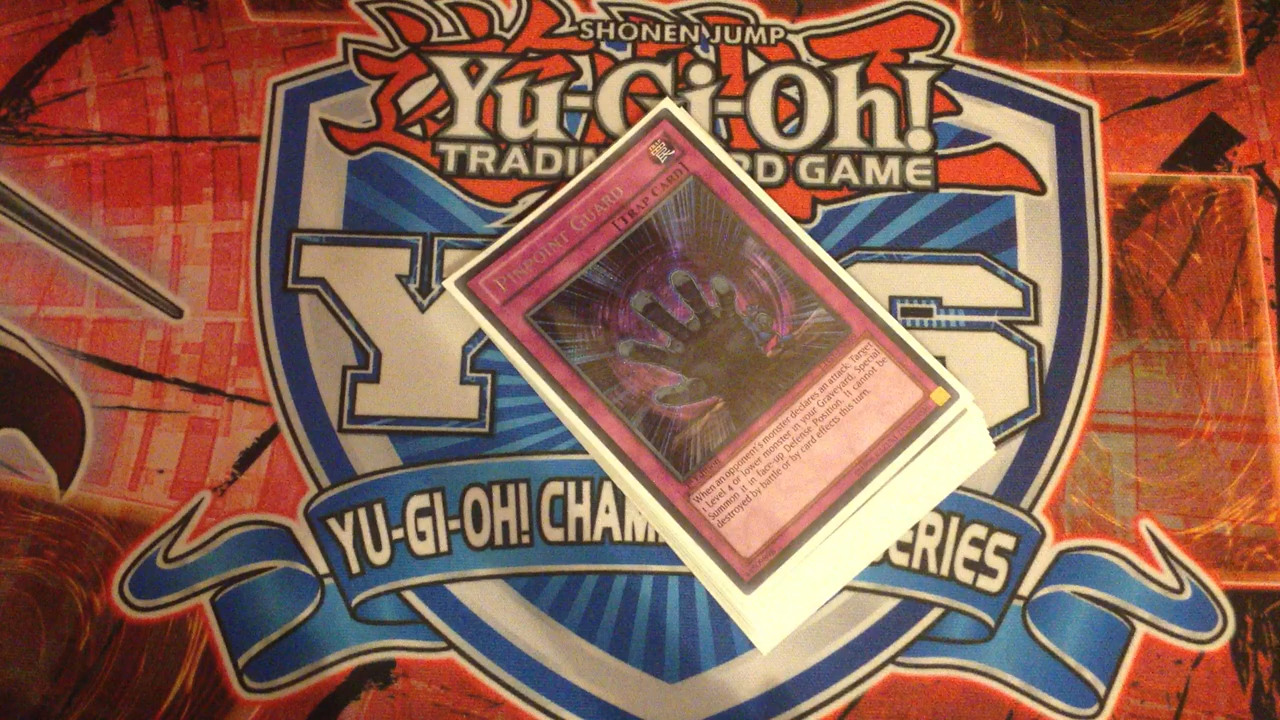 SHONEN JUMP
Yu-Gi-Oh!
TRADIN RD GAME
Y S
PINPOINT GUARD
[TRAP CARD]
When an opponent's monster declares an attack: Target
1 Level 4 or lower monster in your Graveyard; Special
Summon it in face-up Defense Position. It cannot be
destroyed by battle or by card effects this turn.
YU-GI-OH! CHAM SERIES